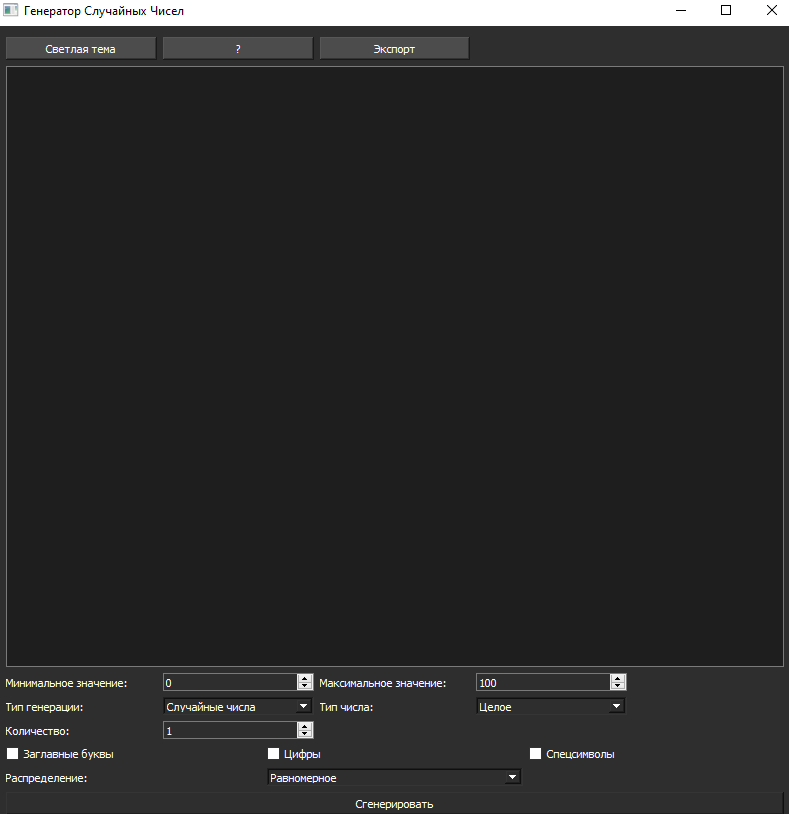 Генератор Случайных Чисел
Светлая тема ? Экспорт
Минимальное значение: 0 Максимальное значение: 100
Тип генерации: Случайные числа Тип числа: Целое
Количество: 1
Заглавные буквы Цифры Спецсимволы
Распределение: Равномерное
Сгенерировать